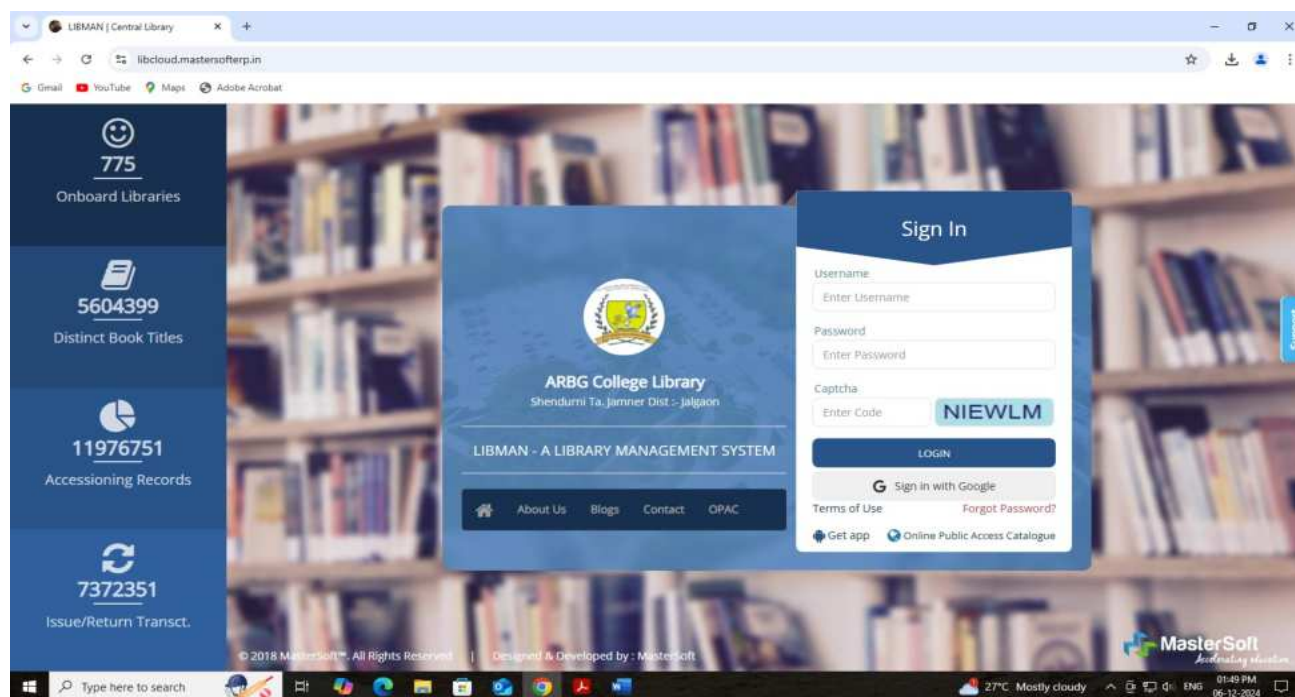 LIBMAN | Central Library
libcloud.mastersofterp.in
Gmail YouTube Maps Adobe Acrobat
775
Onboard Libraries
5604399
Distinct Book Titles
11976751
Accessioning Records
7372351
Issue/Return Transct.
ARBG College Library
Shendurni Ta. Jamner Dist :- Jalgaon
LIBMAN - A LIBRARY MANAGEMENT SYSTEM
About Us Blogs Contact OPAC
Sign In
Username
Enter Username
Password
Enter Password
Captcha
Enter Code NIEWLM
LOGIN
G Sign in with Google
Terms of Use Forgot Password?
Get app Online Public Access Catalogue
Support
© 2018 MasterSoft™. All Rights Reserved | Designed & Developed by : MasterSoft
MasterSoft
Accelerating education
Type here to search
27°C Mostly cloudy ENG 01:49 PM
06-12-2024